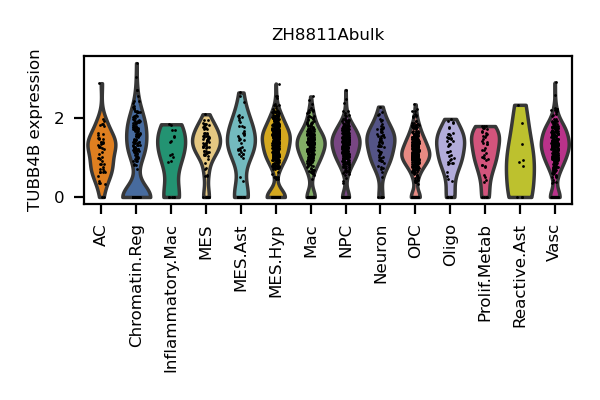 ZH8811Abulk
TUBB4B expression
2
0
AC
Chromatin.Reg
Inflammatory.Mac
MES
MES.Ast
MES.Hyp
Mac
NPC
Neuron
OPC
Oligo
Prolif.Metab
Reactive.Ast
Vasc